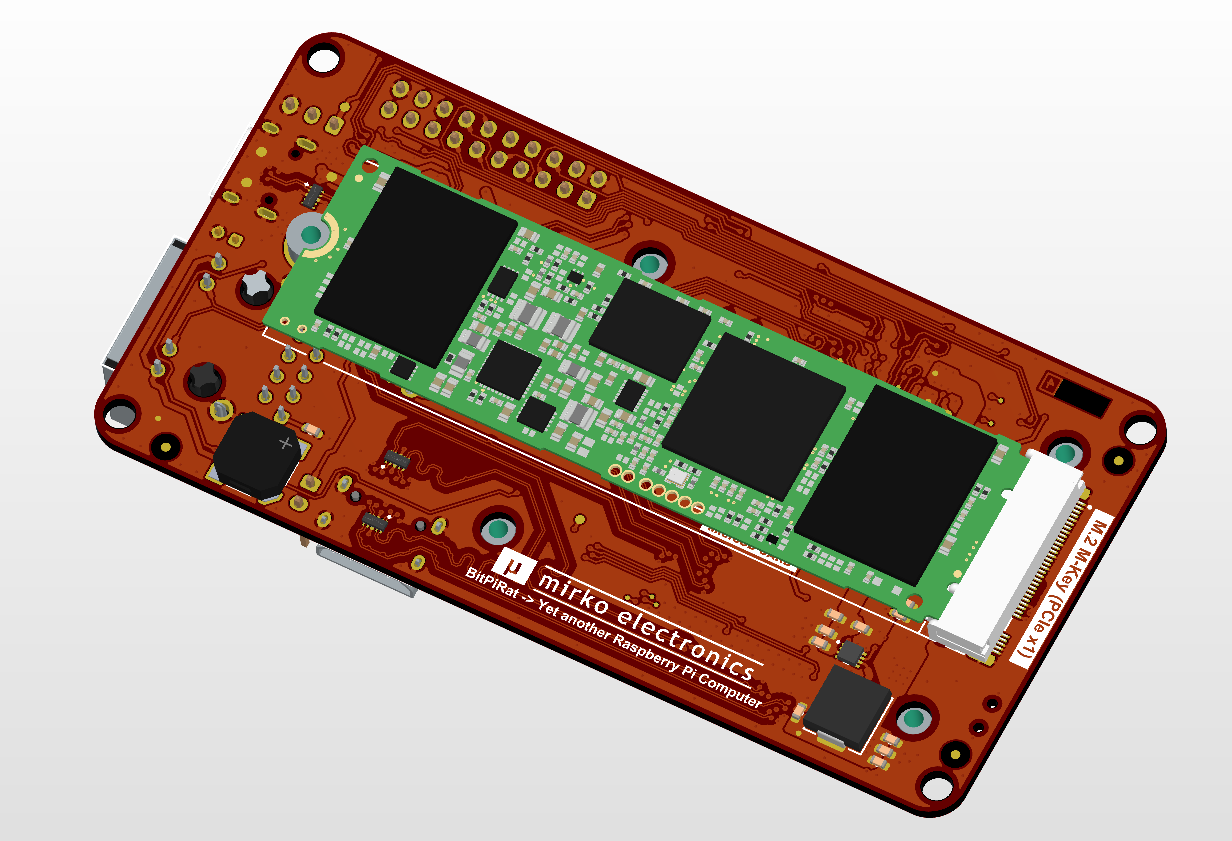 M.2 M-Key (PCIe x1)
µ mirko electronics
BitPiRat -> Yet another Raspberry Pi Computer